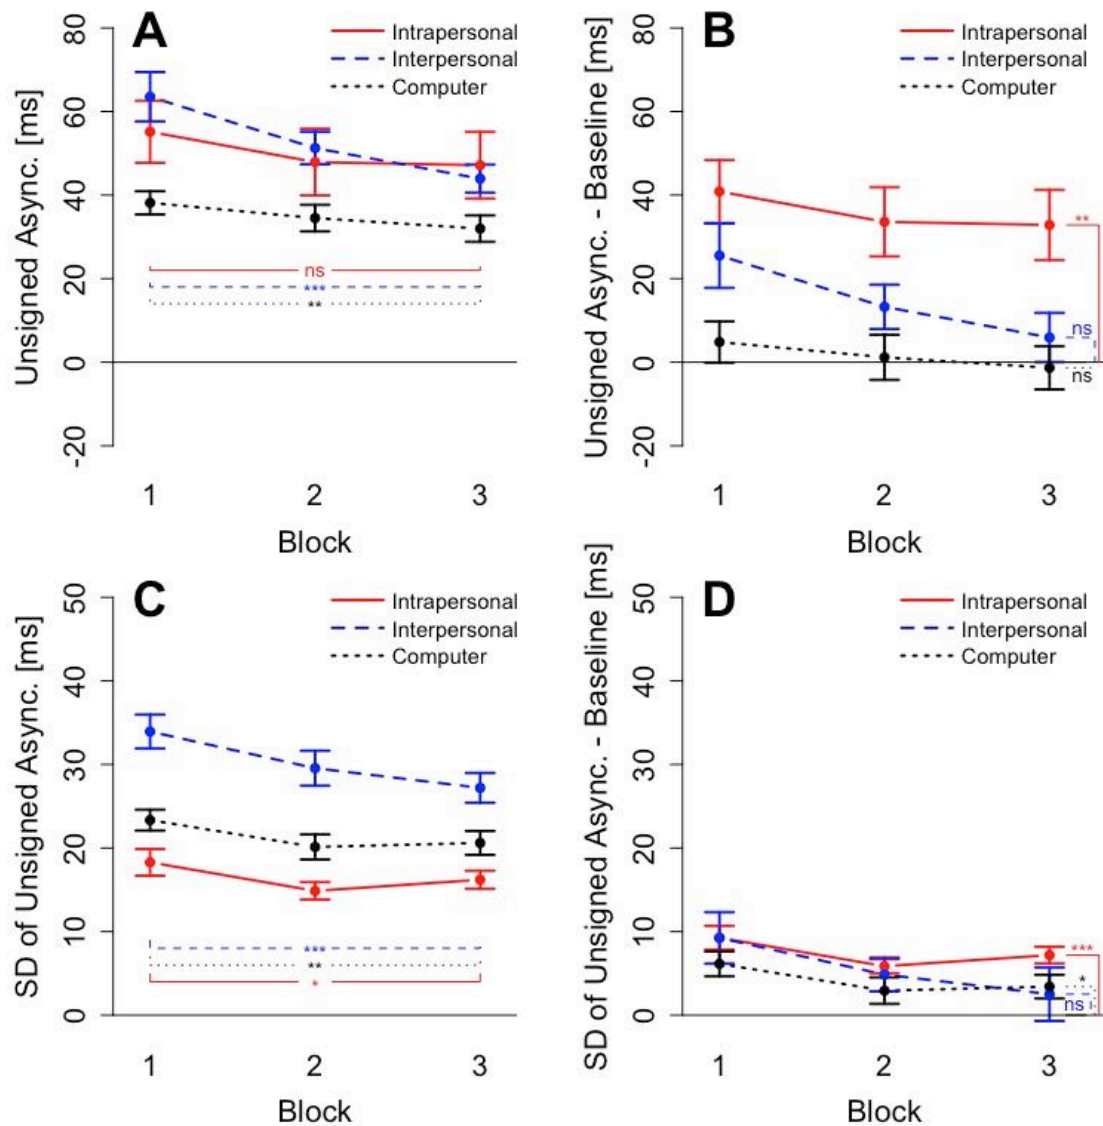 A
Unsigned Async. [ms]
80
60
40
20
0
-20
Intrapersonal
Interpersonal
Computer
ns
***
**
1 2 3
Block
B
Unsigned Async. - Baseline [ms]
80
60
40
20
0
-20
Intrapersonal
Interpersonal
Computer
**
ns
ns
1 2 3
Block
C
SD of Unsigned Async. [ms]
50
40
30
20
10
0
Intrapersonal
Interpersonal
Computer
***
**
*
1 2 3
Block
D
SD of Unsigned Async. - Baseline [ms]
50
40
30
20
10
0
Intrapersonal
Interpersonal
Computer
***
*
ns
1 2 3
Block